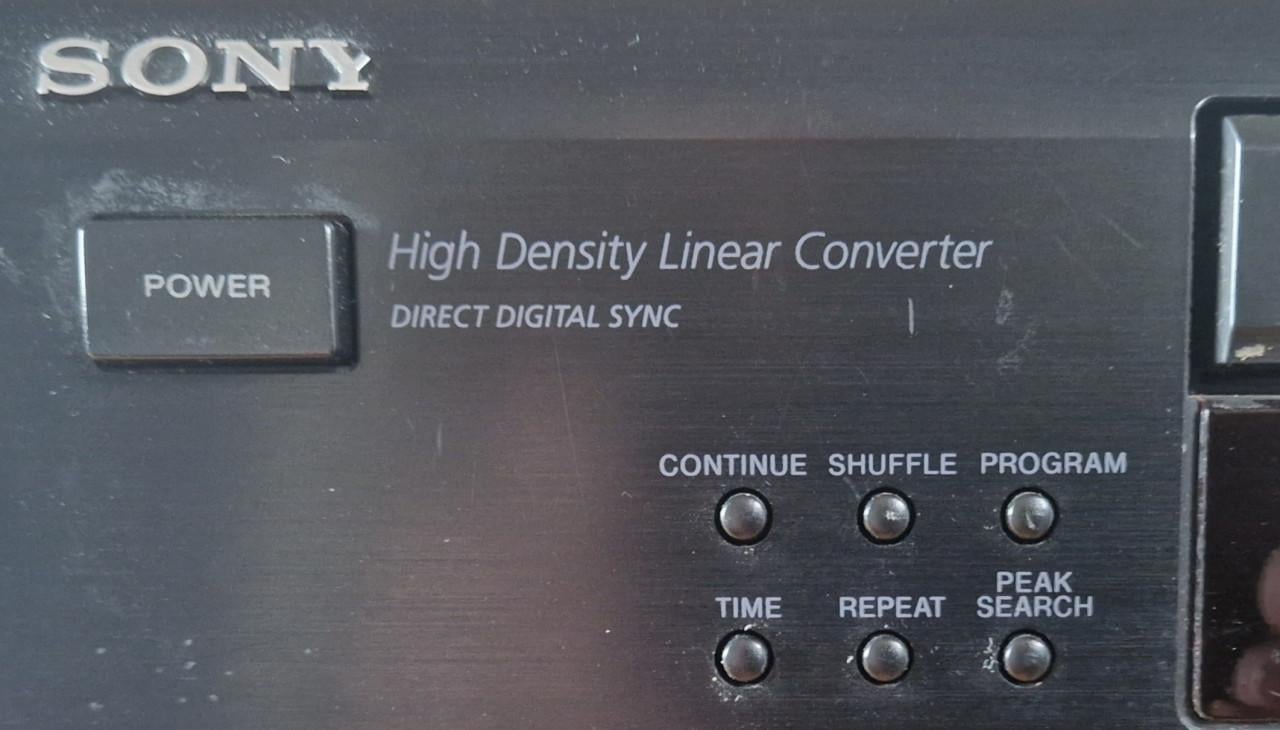 SONY
POWER
High Density Linear Converter
DIRECT DIGITAL SYNC
CONTINUE SHUFFLE PROGRAM
TIME REPEAT PEAK SEARCH